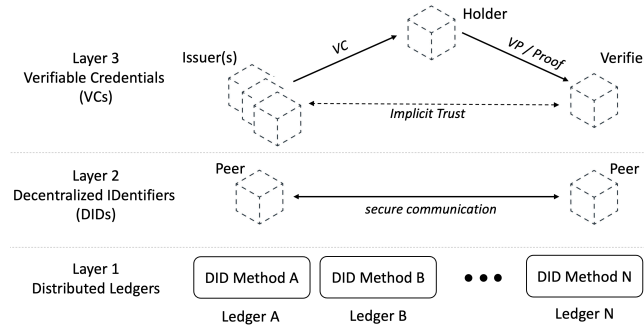 Layer 3
Verifiable Credentials
(VCs)
Issuer(s)
VC
Holder
VP / Proof
Verifie
Implicit Trust
Layer 2
Decentralized IDentifiers
(DIDs)
Peer
secure communication
Peer
Layer 1
Distributed Ledgers
DID Method A
DID Method B
DID Method N
Ledger A
Ledger B
Ledger N